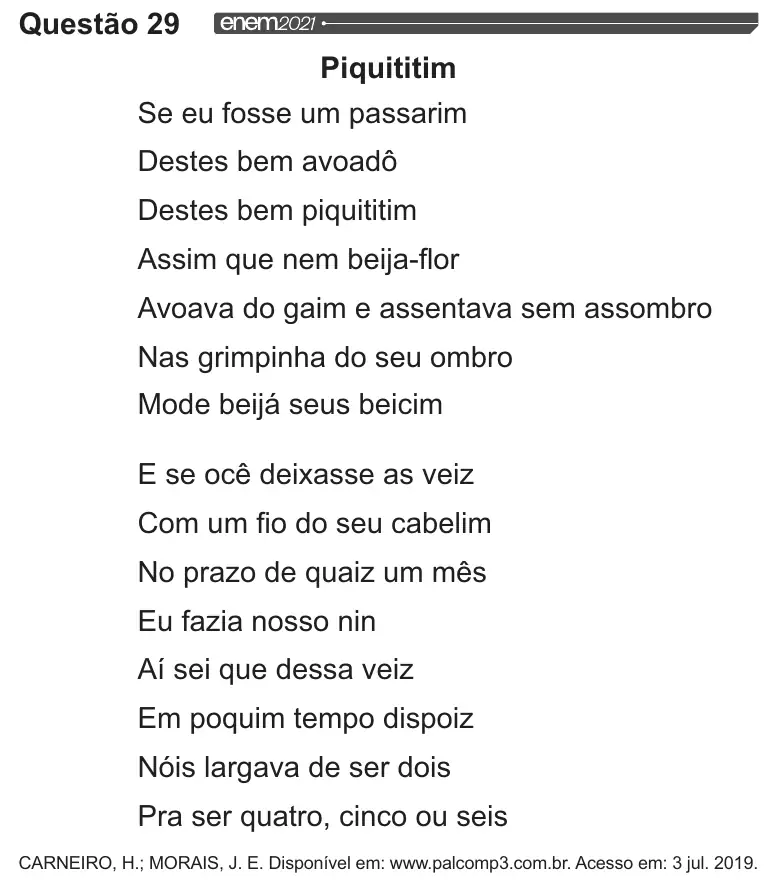 Questão 29 enem2021
Piquititim
Se eu fosse um passarim
Destes bem avoadô
Destes bem piquititim
Assim que nem beija-flor
Avoava do gaim e assentava sem assombro
Nas grimpinha do seu ombro
Mode beijá seus beicim
E se ocê deixasse as veiz
Com um fio do seu cabelim
No prazo de quaiz um mês
Eu fazia nosso nin
Aí sei que dessa veiz
Em poquim tempo dispoiz
Nóis largava de ser dois
Pra ser quatro, cinco ou seis
CARNEIRO, H.; MORAIS, J. E. Disponível em: www.palcomp3.com.br. Acesso em: 3 jul. 2019.